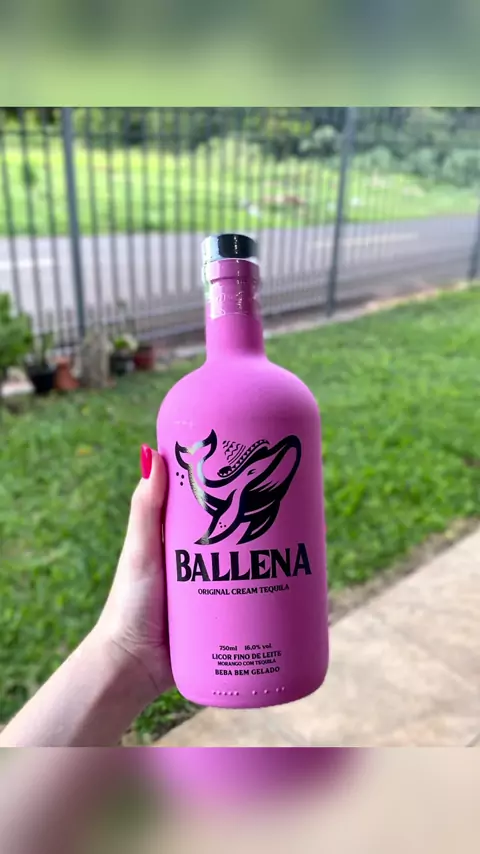 BALLENA
ORIGINAL CREAM TEQUILA
750ml 16,0% vol
LICOR FINO DE LEITE
MORANGO COM TEQUILA
BEBA BEM GELADO